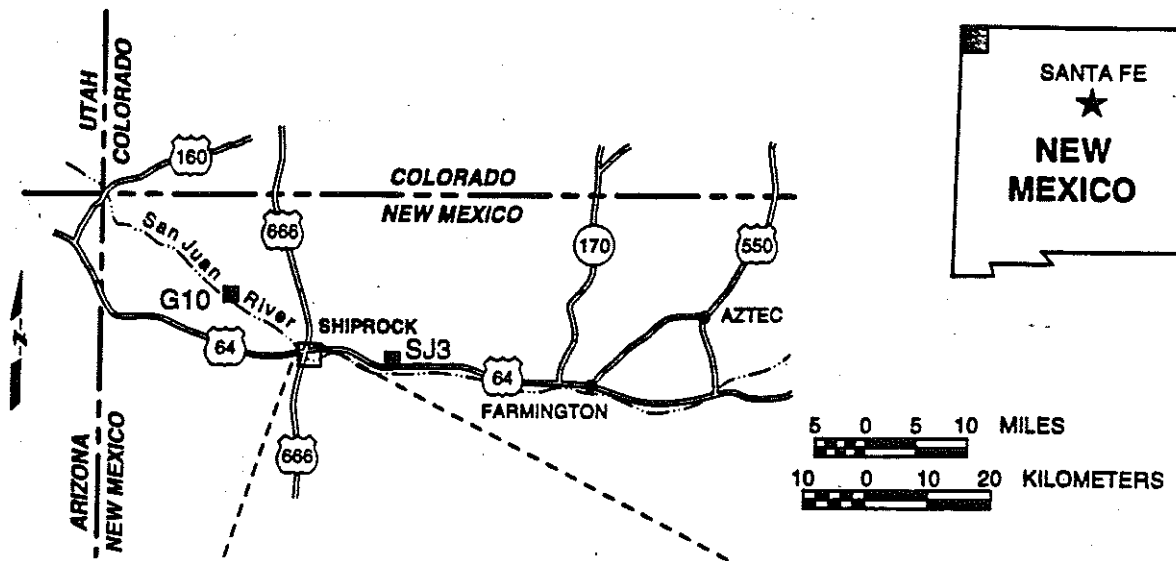 UTAH
COLORADO
160
COLORADO
NEW MEXICO
666
170
550
San Juan River
G10
SHIPROCK
SJ3
AZTEC
64
64
FARMINGTON
666
ARIZONA
NEW MEXICO
N
SANTA FE
NEW
MEXICO
5 0 5 10 MILES
10 0 10 20 KILOMETERS